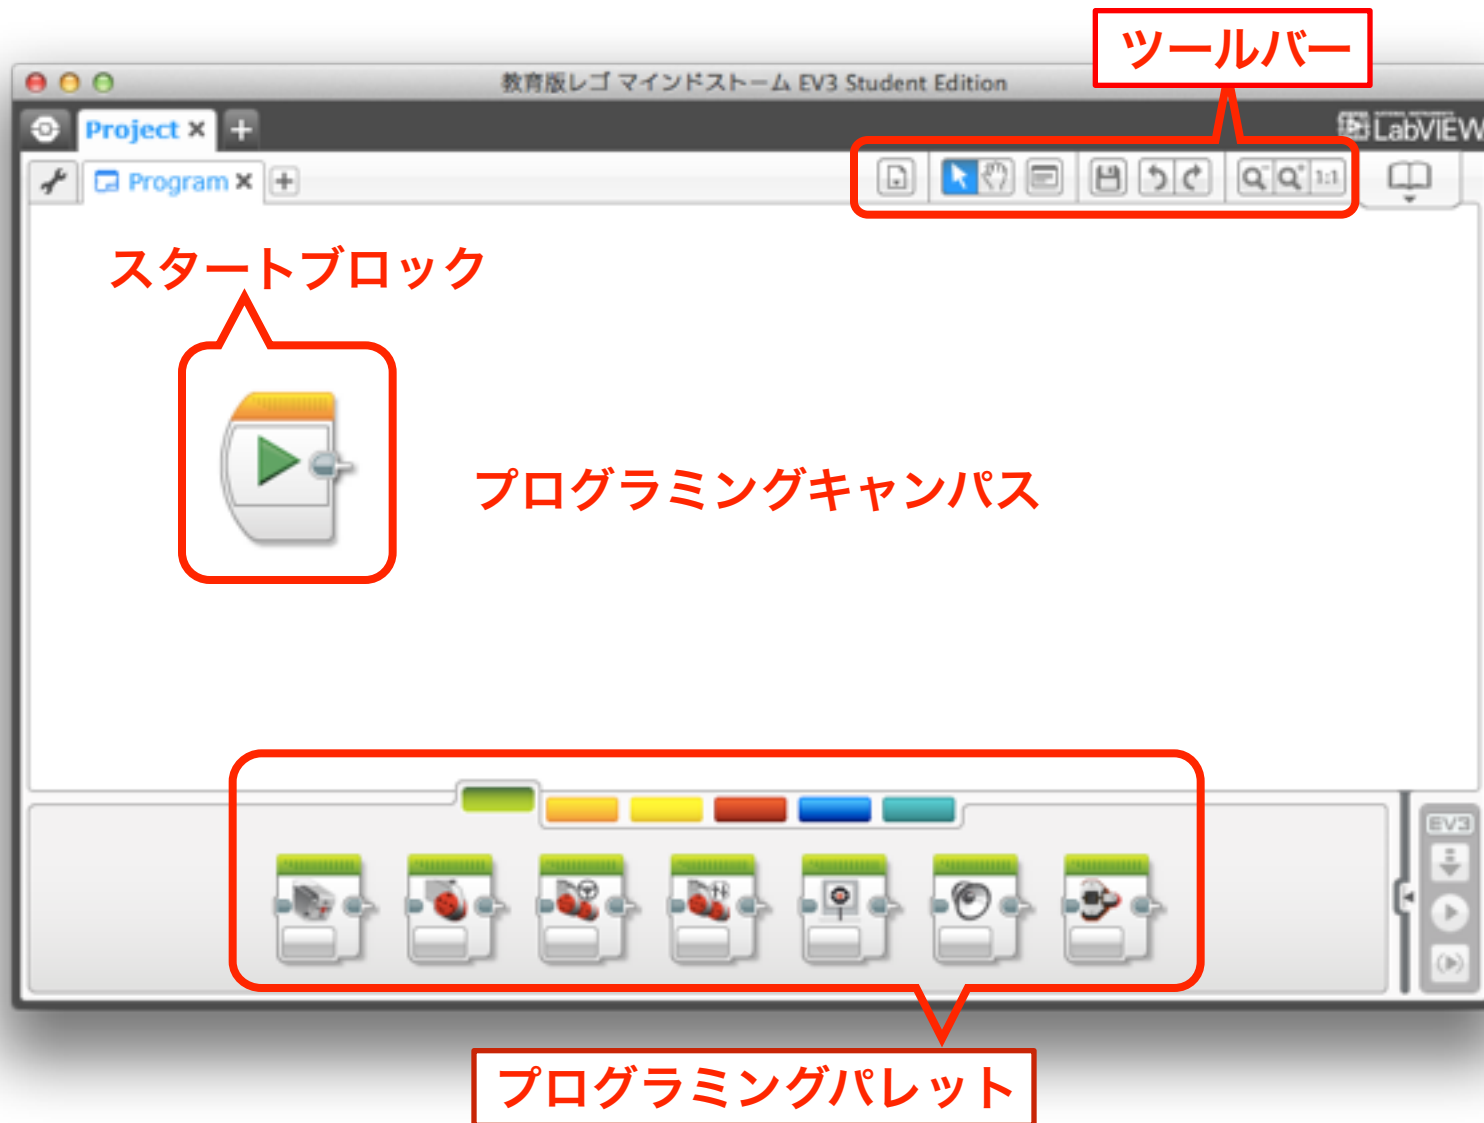 ツールバー
教育版レゴ マインドストーム EV3 Student Edition
Project
LabVIEW
Program
1:1
スタートブロック
プログラミングキャンパス
EV3
プログラミングパレット